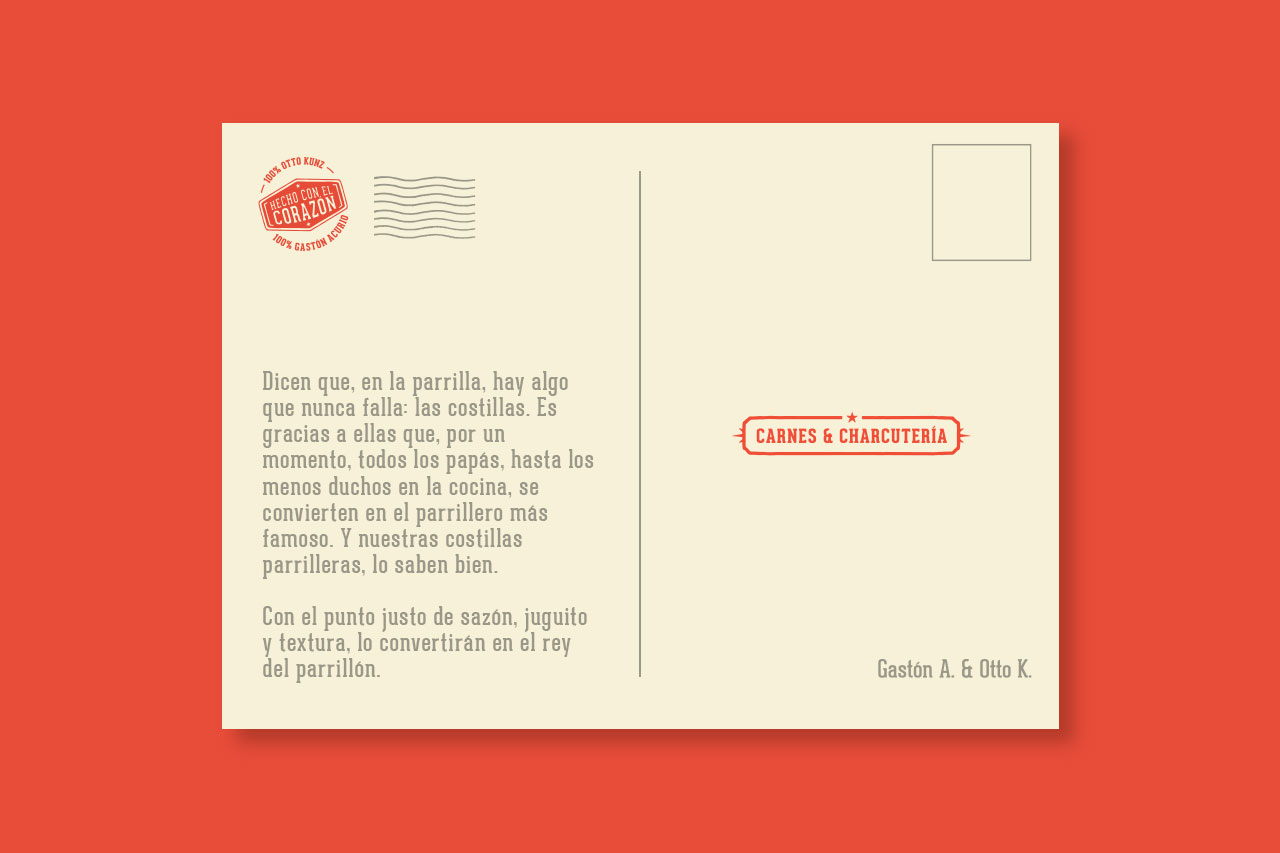 100% OTTO KUNZ
HECHO CON EL
CORAZON
100% GASTÓN ACURIO
Dicen que, en la parrilla, hay algo
que nunca falla: las costillas. Es
gracias a ellas que, por un
momento, todos los papás, hasta los
menos duchos en la cocina, se
convierten en el parrillero más
famoso. Y nuestras costillas
parrilleras, lo saben bien.
Con el punto justo de sazón, juguito
y textura, lo convertirán en el rey
del parrillón.
CARNES & CHARCUTERÍA
Gastón A. & Otto K.